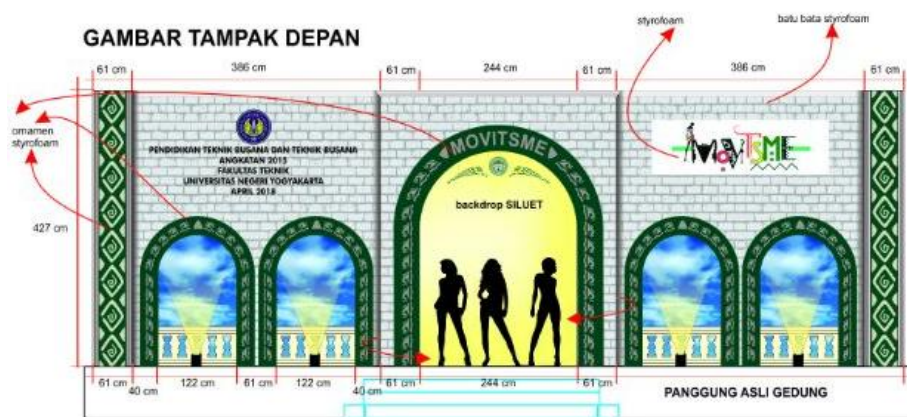 styrofoam
batu bata styrofoam
GAMBAR TAMPAK DEPAN
61 cm
386 cm
61 cm
244 cm
61 cm
386 cm
61 cm
ornamen
styrofoam
PENDIDIKAN TEKNIK BUSANA DAN TEKNIK BUSANA
ANGKATAN 2015
FAKULTAS TEKNIK
UNIVERSITAS NEGERI YOGYAKARTA
APRIL 2018
MOVITSME
MOVITSME
backdrop SILUET
427 cm
61 cm
40 cm
122 cm
61 cm
122 cm
40 cm
61 cm
244 cm
61 cm
PANGGUNG ASLI GEDUNG